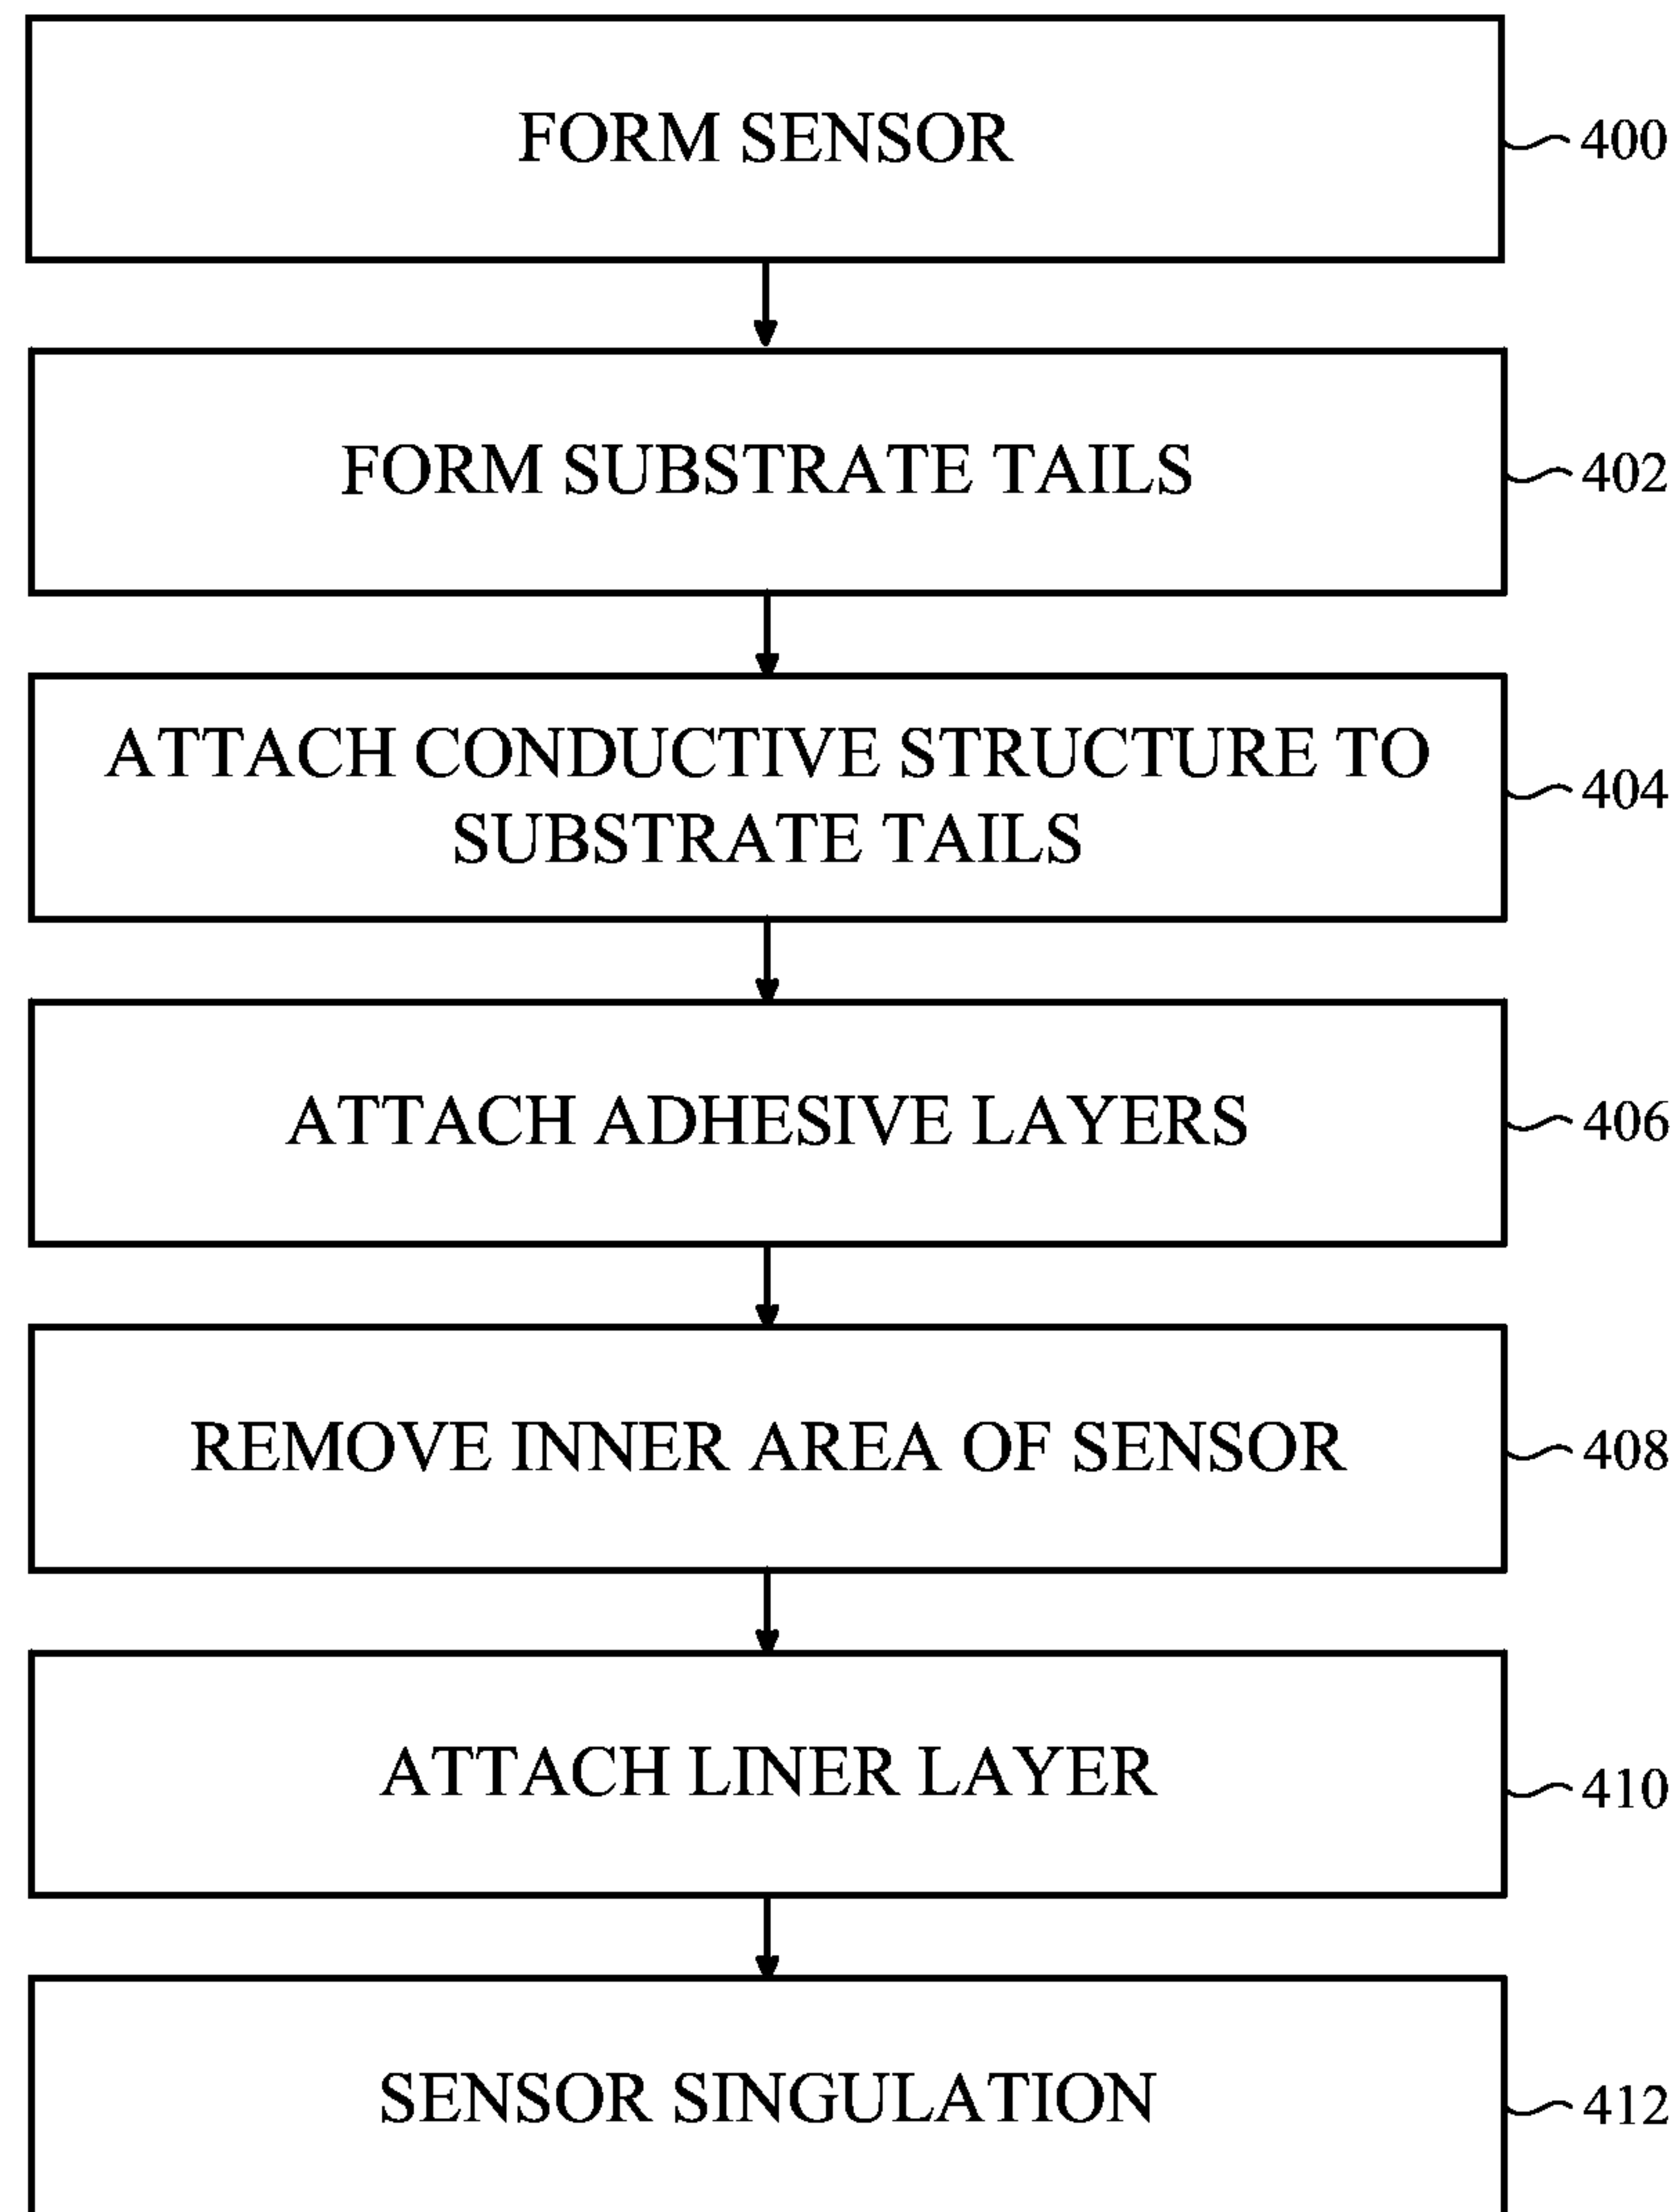 FORM SENSOR
400
FORM SUBSTRATE TAILS
402
ATTACH CONDUCTIVE STRUCTURE TO
SUBSTRATE TAILS
404
ATTACH ADHESIVE LAYERS
406
REMOVE INNER AREA OF SENSOR
408
ATTACH LINER LAYER
410
SENSOR SINGULATION
412